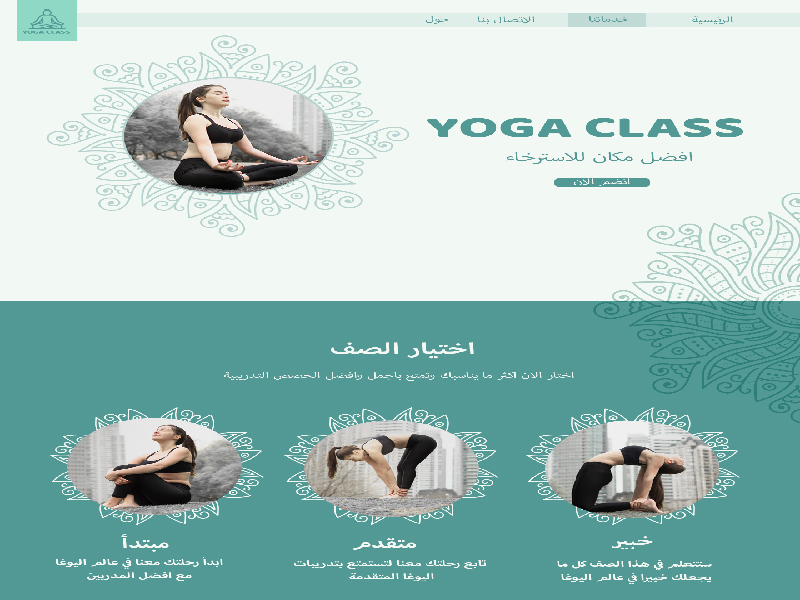 الرئيسية
خدماتنا
الاتصال بنا
حول
YOGA CLASS
YOGA CLASS
افضل مكان للاسترخاء
انضم الان
اختيار الصف
اختار الان اكثر ما يناسبك وتمتع باجمل وافضل الحصص التدريبية
خبير
ستتعلم في هذا الصف كل ما
يجعلك خبيرا في عالم اليوغا
متقدم
تابع رحلتك معنا لتستمتع بتدريبات
اليوغا المتقدمة
مبتدأ
ابدأ رحلتك معنا في عالم اليوغا
مع افضل المدربين